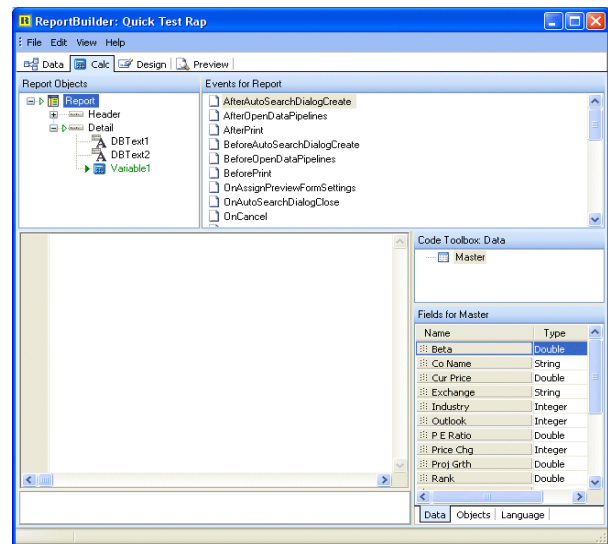 ReportBuilder: Quick Test Rap
File Edit View Help
Data Calc Design Preview
Report Objects
Report
Header
Detail
DBText1
DBText2
Variable1
Events for Report
AfterAutoSearchDialogCreate
AfterOpenDataPipelines
AfterPrint
BeforeAutoSearchDialogCreate
BeforeOpenDataPipelines
BeforePrint
OnAssignPreviewFormSettings
OnAutoSearchDialogClose
OnCancel
Code Toolbox: Data
Master
Fields for Master
Name Type
Beta Double
Co Name String
Cur Price Double
Exchange String
Industry Integer
Outlook Integer
P E Ratio Double
Price Chg Integer
Proj Grth Double
Rank Double
Data Objects Language